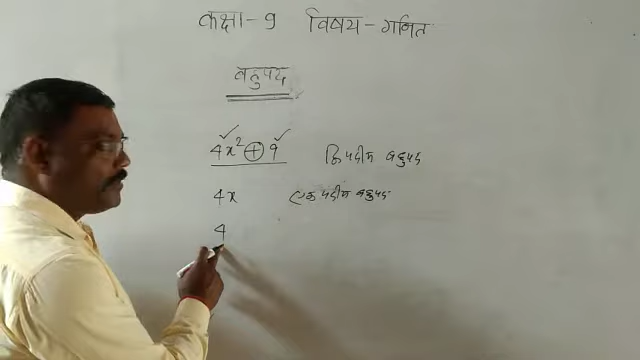 कक्षा-9 विषय-गणित
बहुपद
4x² + 9 द्विपदीय बहुपद
4x एक पदीय बहुपद
4